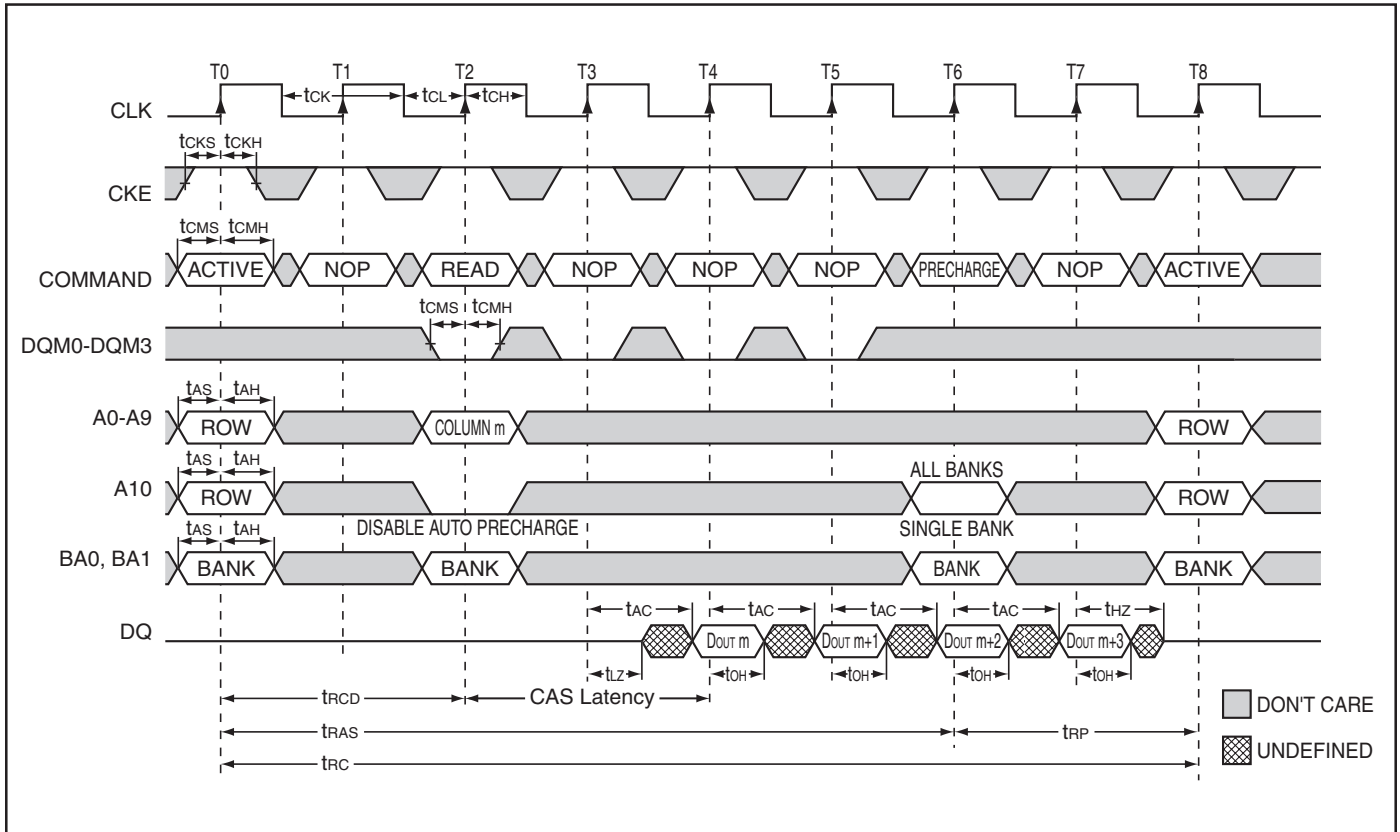 T0 T1 T2 T3 T4 T5 T6 T7 T8
CLK tCK tCL tCH
tCKS tCKH
CKE
tCMS tCMH
COMMAND ACTIVE NOP READ NOP NOP NOP PRECHARGE NOP ACTIVE
tCMS tCMH
DQM0-DQM3
tAS tAH
A0-A9 ROW COLUMN m ROW
tAS tAH ALL BANKS
A10 ROW ROW
DISABLE AUTO PRECHARGE SINGLE BANK
tAS tAH
BA0, BA1 BANK BANK BANK BANK
tAC tAC tAC tAC tHZ
DQ DOUT m DOUT m+1 DOUT m+2 DOUT m+3
tLZ tOH tOH tOH tOH
tRCD CAS Latency
DON'T CARE
tRAS tRP
UNDEFINED
tRC